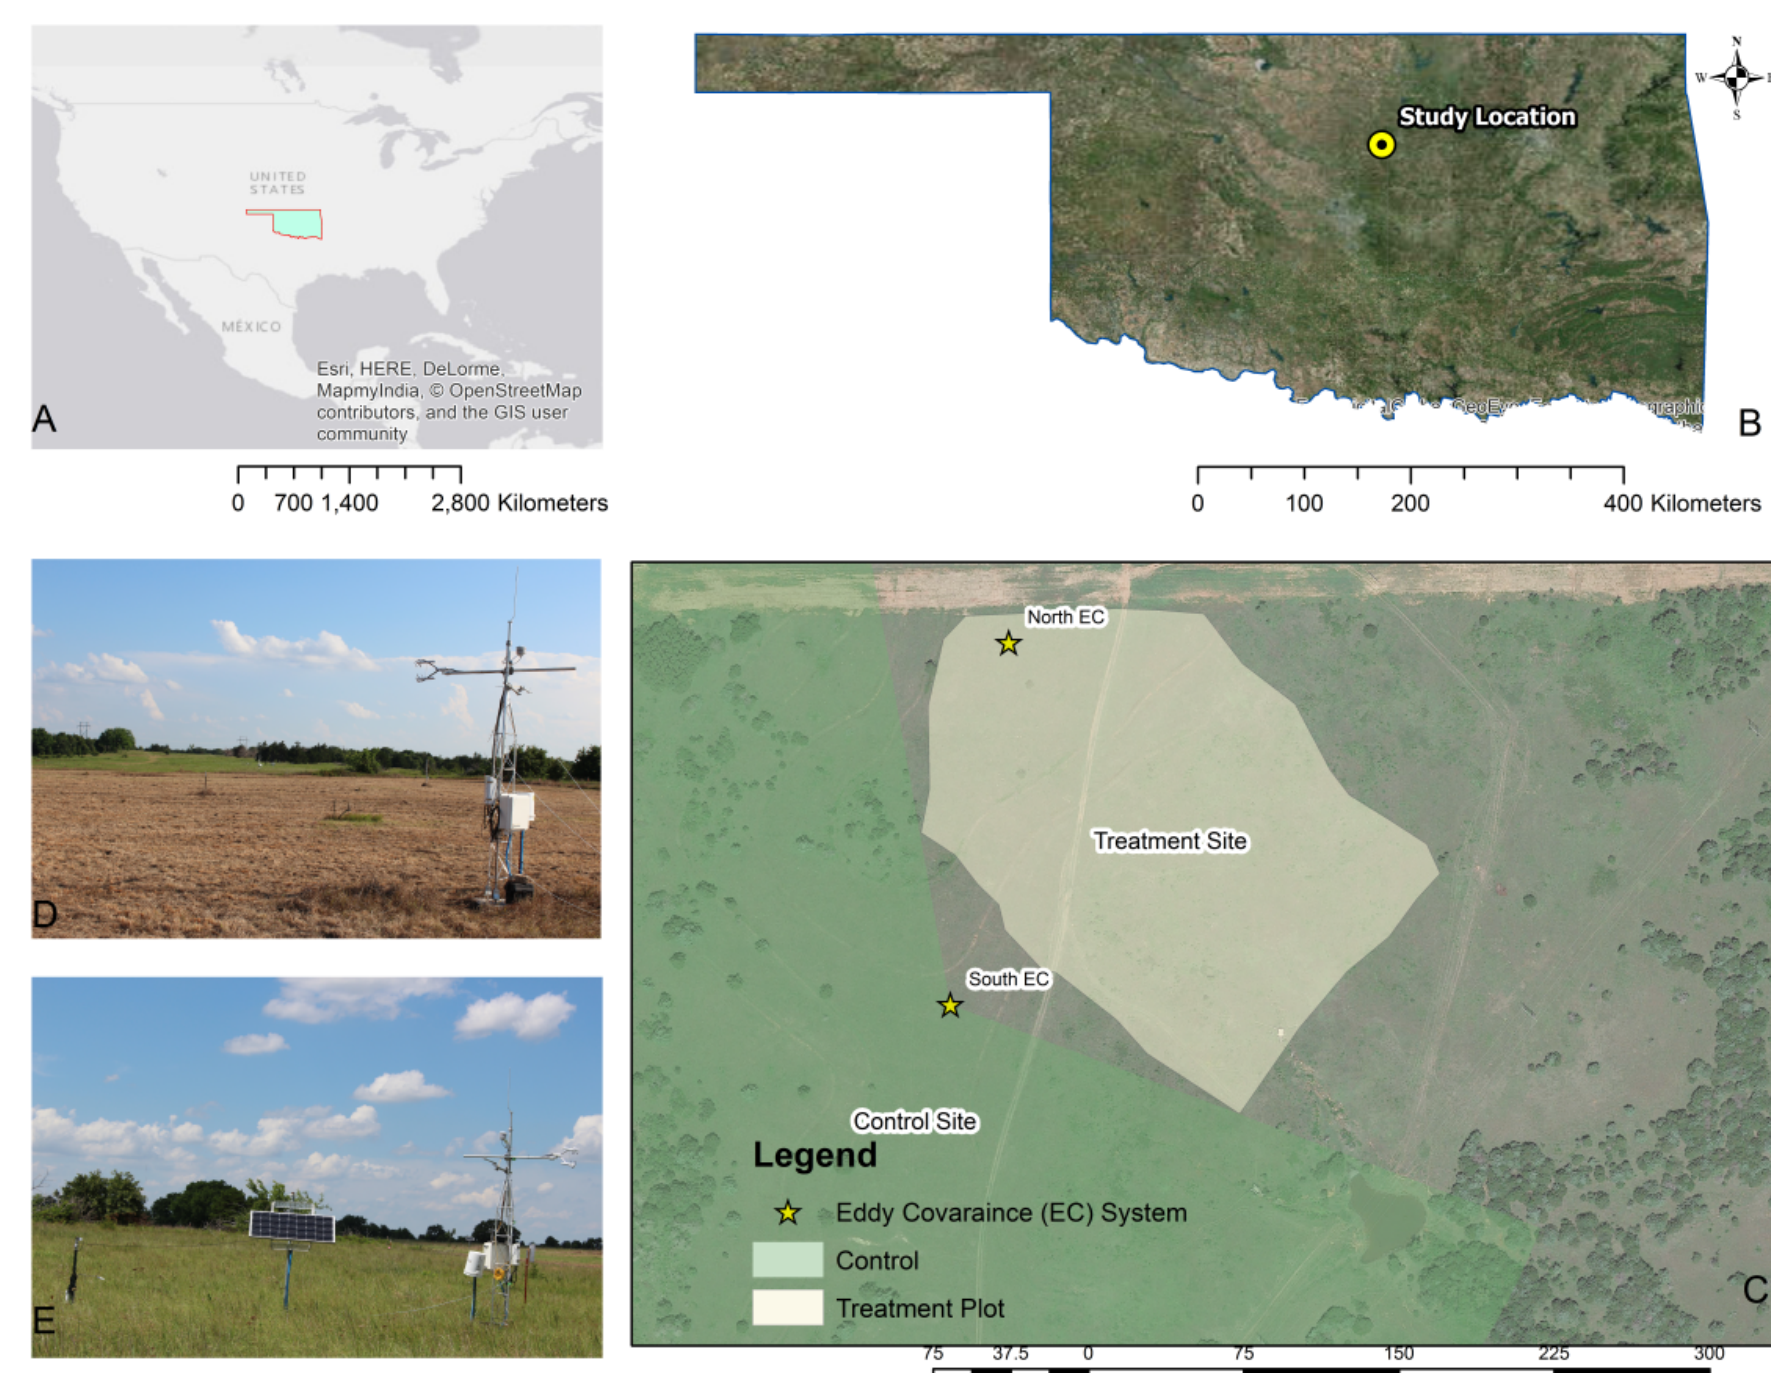 UNITED
STATES
MÉXICO
Esri, HERE, DeLorme,
MapmyIndia, © OpenStreetMap
contributors, and the GIS user
community
A
0 700 1,400 2,800 Kilometers
N
W
S
Study Location
B
0 100 200 400 Kilometers
D
E
North EC
Treatment Site
South EC
Control Site
Legend
Eddy Covaraince (EC) System
Control
Treatment Plot
C
75 37.5 0 75 150 225 300